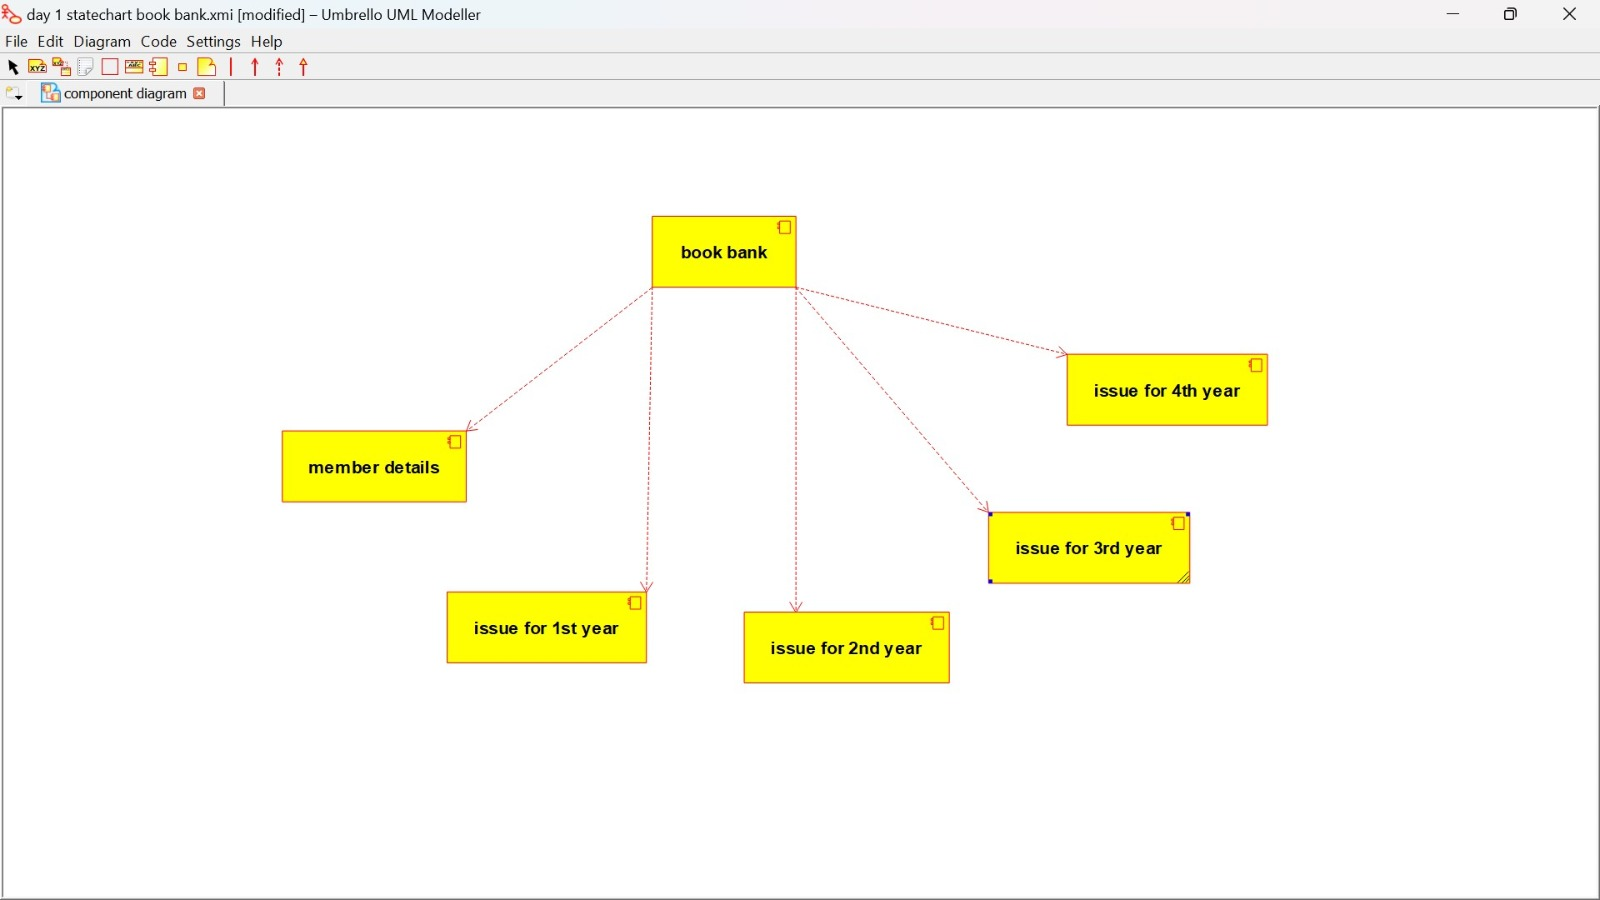 day 1 statechart book bank.xmi [modified] – Umbrello UML Modeller
File Edit Diagram Code Settings Help
component diagram
book bank
issue for 4th year
member details
issue for 3rd year
issue for 1st year
issue for 2nd year